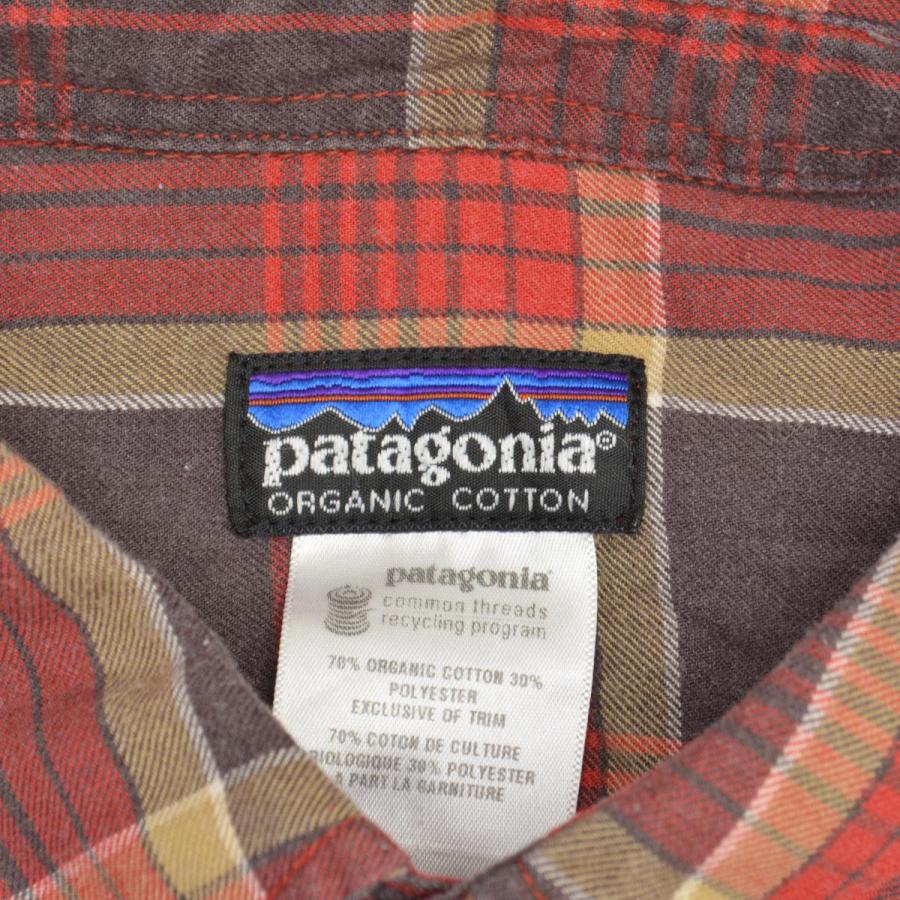 patagonia®
ORGANIC COTTON
patagonia®
common threads
recycling program
70% ORGANIC COTTON 30%
POLYESTER
EXCLUSIVE OF TRIM
70% COTON DE CULTURE
BIOLOGIQUE 30% POLYESTER
À PART LA GARNITURE